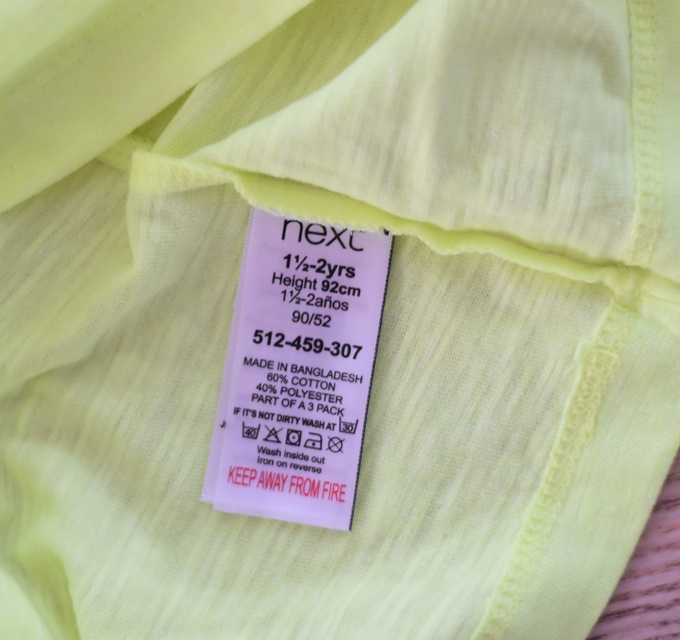 next
1½-2yrs
Height 92cm
1½-2años
90/52
512-459-307
MADE IN BANGLADESH
60% COTTON
40% POLYESTER
PART OF A 3 PACK
IF IT'S NOT DIRTY WASH AT 30
40
Wash inside out
Iron on reverse
KEEP AWAY FROM FIRE